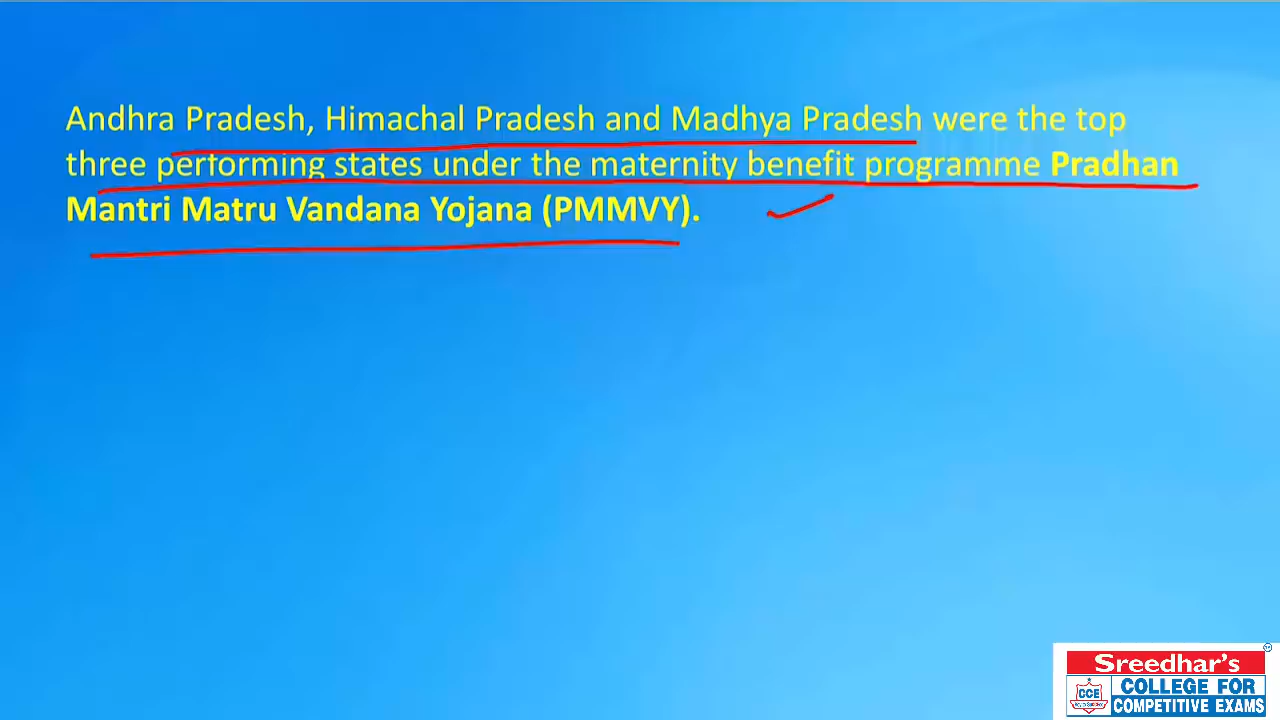 Andhra Pradesh, Himachal Pradesh and Madhya Pradesh were the top
three performing states under the maternity benefit programme Pradhan
Mantri Matru Vandana Yojana (PMMVY).
Sreedhar's
CCE
COLLEGE FOR
COMPETITIVE EXAMS